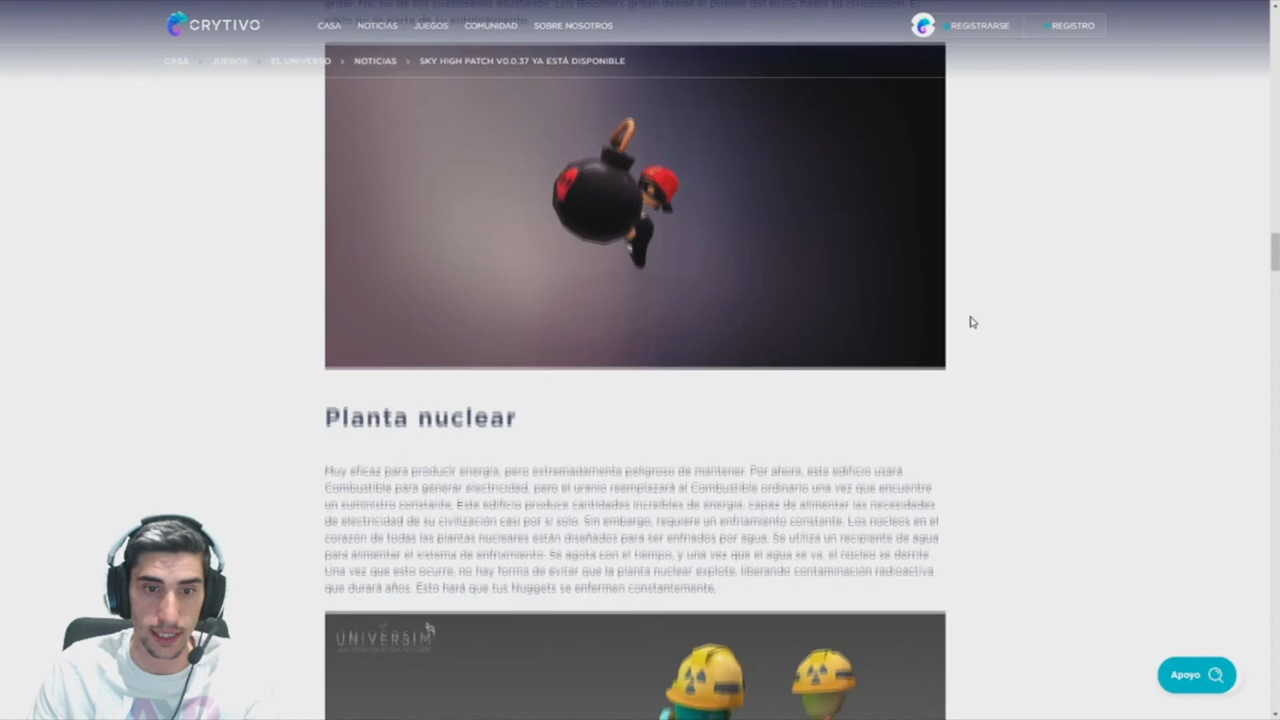 CRYTIVO
CASA NOTICIAS JUEGOS COMUNIDAD SOBRE NOSOTROS
REGISTRARSE REGISTRO
CASA > JUEGOS > EL UNIVERSO > NOTICIAS > SKY HIGH PATCH V0.0.37 YA ESTÁ DISPONIBLE
Planta nuclear
Muy eficaz para producir energía, pero extremadamente peligroso de mantener. Por ahora, este edificio usará
Combustible para generar electricidad, pero el uranio reemplazará al Combustible ordinario una vez que encuentre
un suministro constante. Este edificio produce cantidades increíbles de energía, capaz de alimentar las necesidades
de electricidad de su civilización casi por sí solo. Sin embargo, requiere un enfriamiento constante. Los núcleos en el
corazón de todas las plantas nucleares están diseñados para ser enfriados por agua. Se utiliza un recipiente de agua
para alimentar el sistema de enfriamiento. Se agota con el tiempo, y una vez que el agua se va, el núcleo se derrite.
Una vez que esto ocurre, no hay forma de evitar que la planta nuclear explote, liberando contaminación radioactiva
que durará años. Esto hará que tus Nuggets se enfermen constantemente.
UNIVERSIM
Apoyo